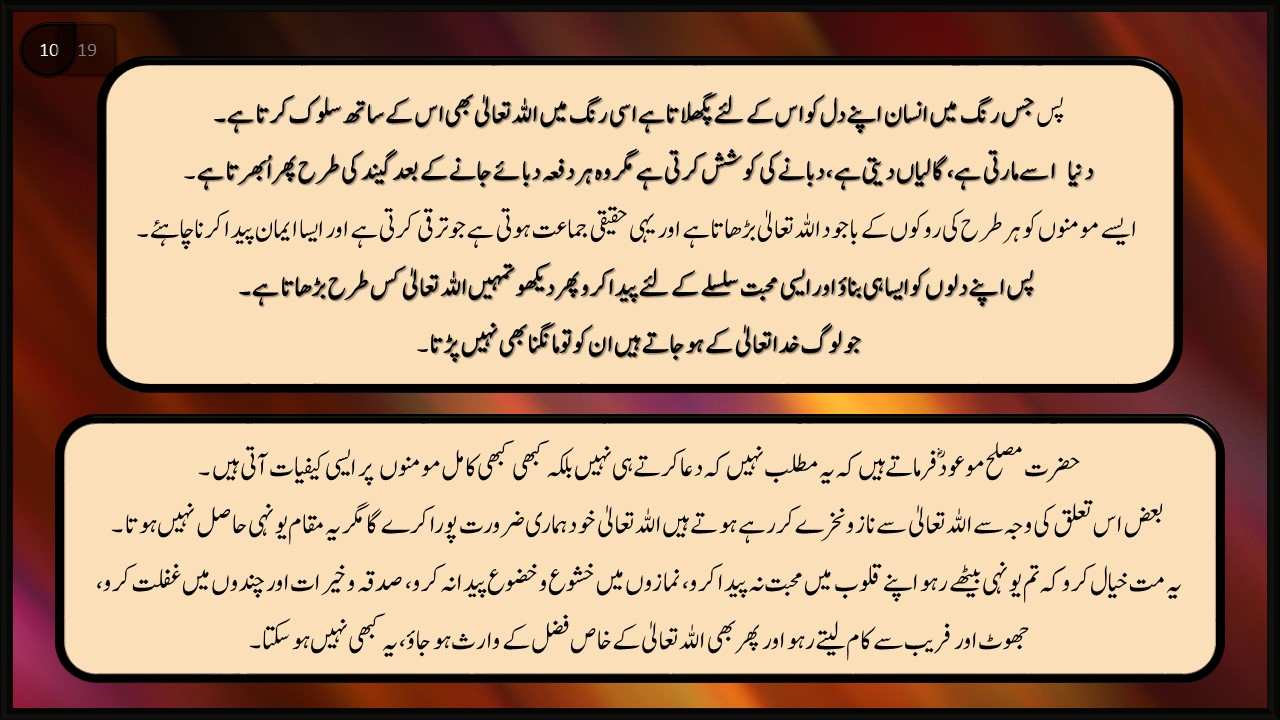 10 19
پس جس رنگ میں انسان اپنے دل کو اس کے لئے پگھلاتا ہے اسی رنگ میں اللہ تعالیٰ بھی اس کے ساتھ سلوک کرتا ہے۔
دنیا اسے مارتی ہے، گالیاں دیتی ہے، دبانے کی کوشش کرتی ہے مگر وہ ہر دفعہ دبائے جانے کے بعد گیند کی طرح پھر اُبھرتا ہے۔
ایسے مومنوں کو ہر طرح کی روکوں کے باجود اللہ تعالیٰ بڑھاتا ہے اور یہی حقیقی جماعت ہوتی ہے جو ترقی کرتی ہے اور ایسا ایمان پیدا کرنا چاہئے۔
پس اپنے دلوں کو ایسا ہی بناؤ اور ایسی محبت سلسلے کے لئے پیدا کرو پھر دیکھو تمہیں اللہ تعالیٰ کس طرح بڑھاتا ہے۔
جو لوگ خدا تعالیٰ کے ہو جاتے ہیں ان کو تو مانگنا بھی نہیں پڑتا۔
حضرت مصلح موعودؓ فرماتے ہیں کہ یہ مطلب نہیں کہ دعا کرتے ہی نہیں بلکہ کبھی کبھی کامل مومنوں پر ایسی کیفیات آتی ہیں۔
بعض اس تعلق کی وجہ سے اللہ تعالیٰ سے ناز و نخرے کر رہے ہوتے ہیں اللہ تعالیٰ خود ہماری ضرورت پورا کرے گا مگر یہ مقام یونہی حاصل نہیں ہوتا۔
یہ مت خیال کرو کہ تم یونہی بیٹھے رہو اپنے قلوب میں محبت نہ پیدا کرو، نمازوں میں خشوع و خضوع پیدا نہ کرو، صدقہ و خیرات اور چندوں میں غفلت کرو،
جھوٹ اور فریب سے کام لیتے رہو اور پھر بھی اللہ تعالیٰ کے خاص فضل کے وارث ہو جاؤ، یہ کبھی نہیں ہو سکتا۔